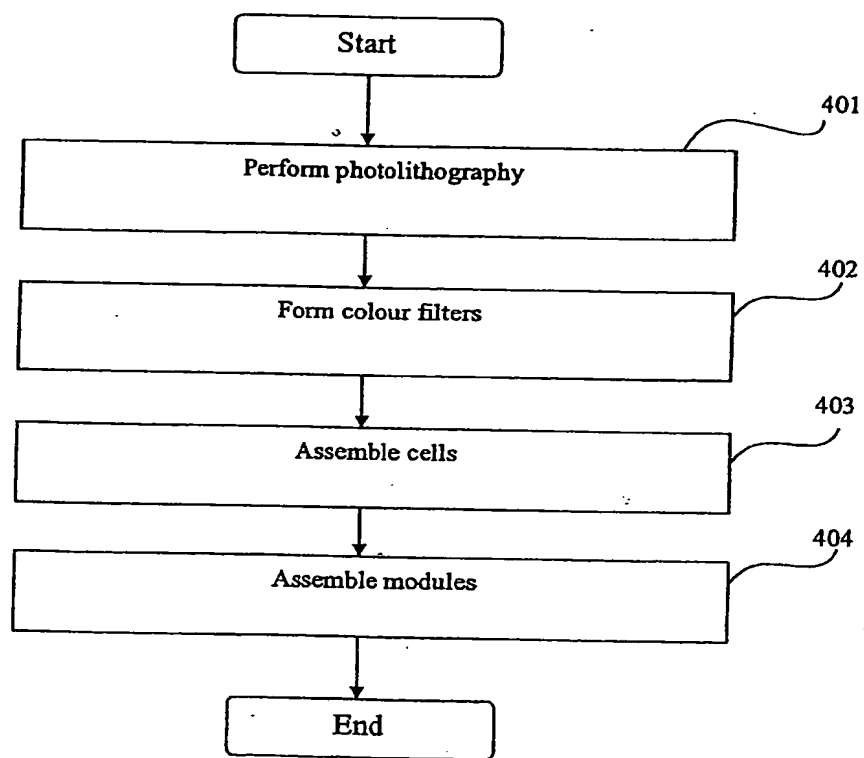 Start
401
Perform photolithography
402
Form colour filters
403
Assemble cells
404
Assemble modules
End